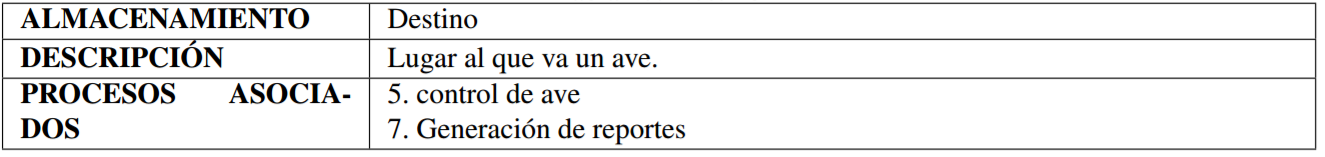 ALMACENAMIENTO Destino
DESCRIPCIÓN Lugar al que va un ave.
PROCESOS ASOCIA- 5. control de ave
DOS 7. Generación de reportes